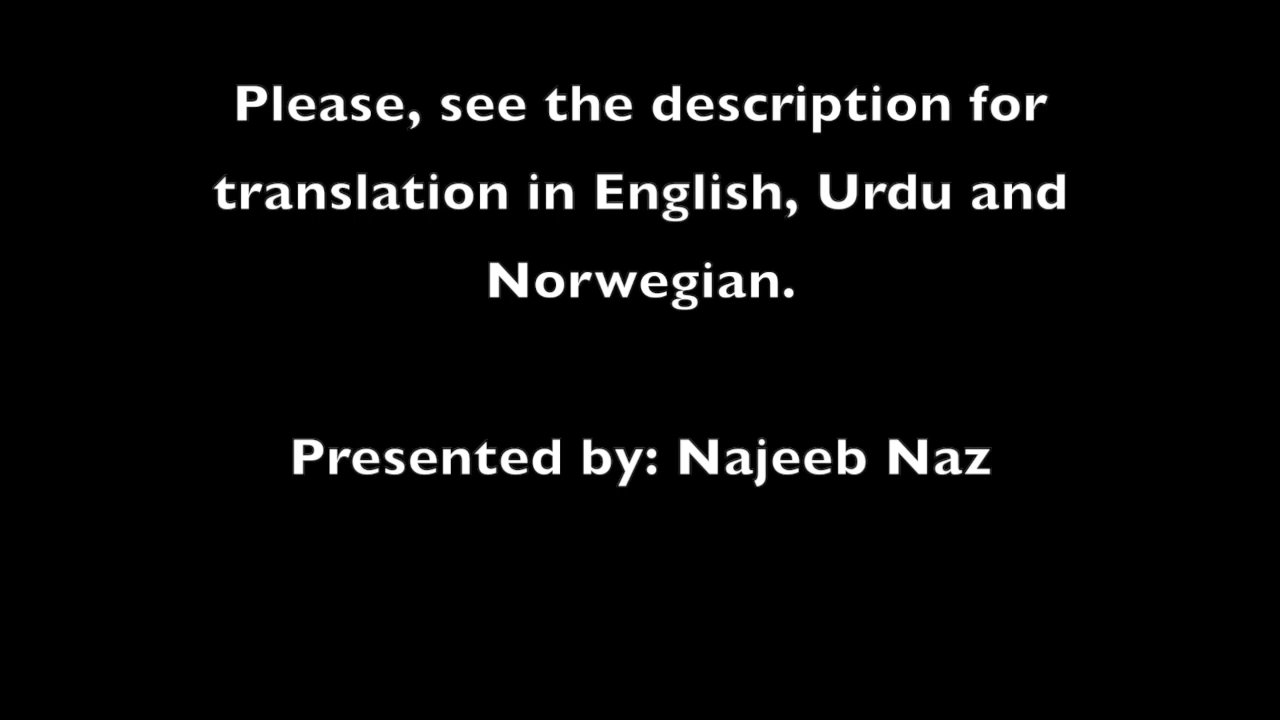 Please, see the description for
translation in English, Urdu and
Norwegian.
Presented by: Najeeb Naz